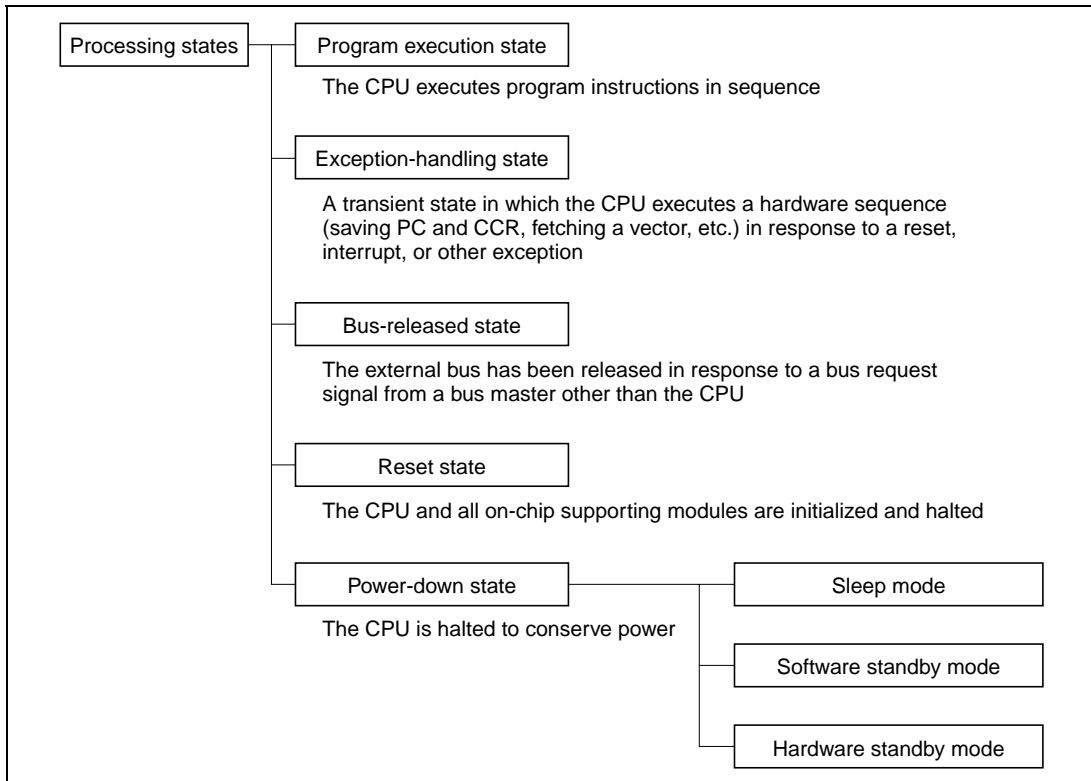 Processing states
Program execution state
The CPU executes program instructions in sequence
Exception-handling state
A transient state in which the CPU executes a hardware sequence
(saving PC and CCR, fetching a vector, etc.) in response to a reset,
interrupt, or other exception
Bus-released state
The external bus has been released in response to a bus request
signal from a bus master other than the CPU
Reset state
The CPU and all on-chip supporting modules are initialized and halted
Power-down state
Sleep mode
The CPU is halted to conserve power
Software standby mode
Hardware standby mode